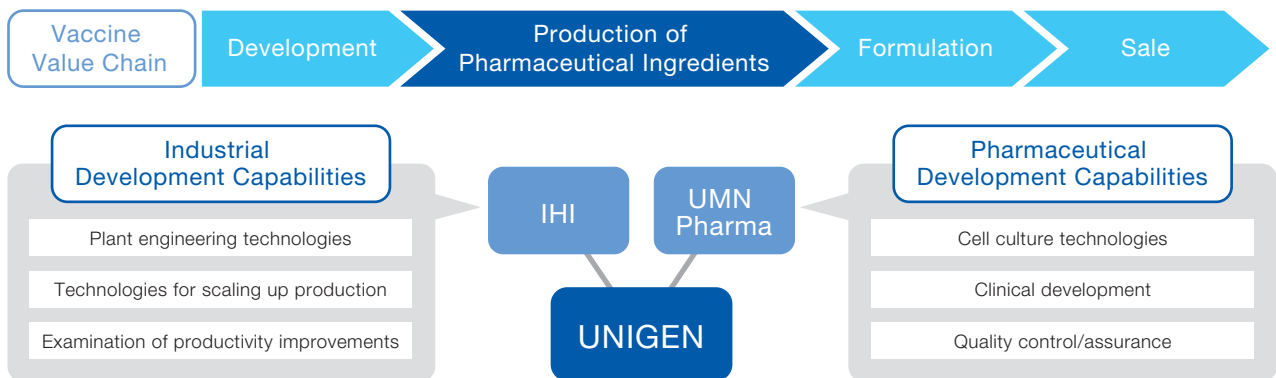 Vaccine
Value Chain
Development
Production of
Pharmaceutical Ingredients
Formulation
Sale
Industrial
Development Capabilities
Plant engineering technologies
Technologies for scaling up production
Examination of productivity improvements
IHI
UMN
Pharma
UNIGEN
Pharmaceutical
Development Capabilities
Cell culture technologies
Clinical development
Quality control/assurance